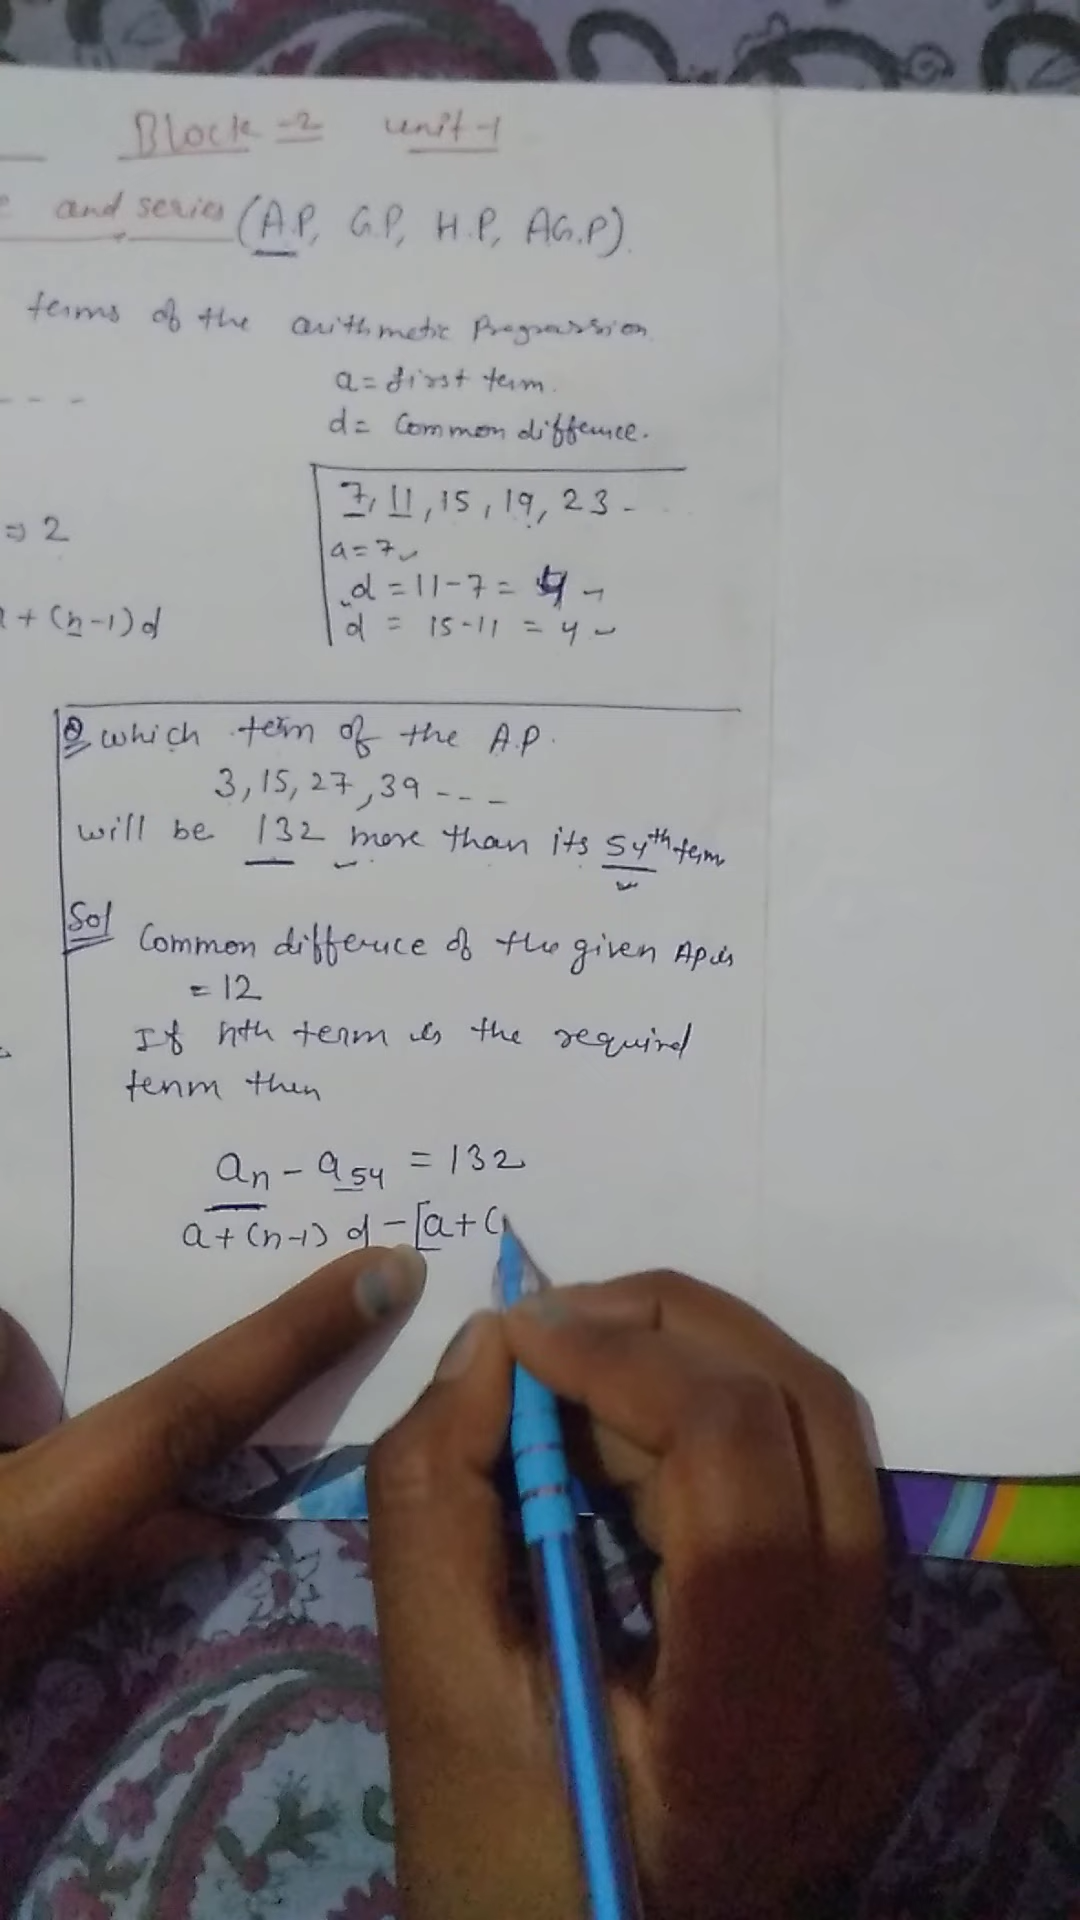 Block-2 unit-1
and series (A.P, G.P, H.P, AG.P).
terms of the arithmetic Progression
a = first term.
- - -
d = Common differnce.
7, 11, 15, 19, 23 -
⇒ 2
a = 7
d = 11-7 = 4
+ (n-1)d
d = 15-11 = 4
Q which term of the A.P.
3, 15, 27, 39 - - -
will be 132 more than its 54th term
Sol Common differnce of the given AP is
= 12
If nth term is the required
term then
an - a54 = 132
a + (n-1) d - [a + (